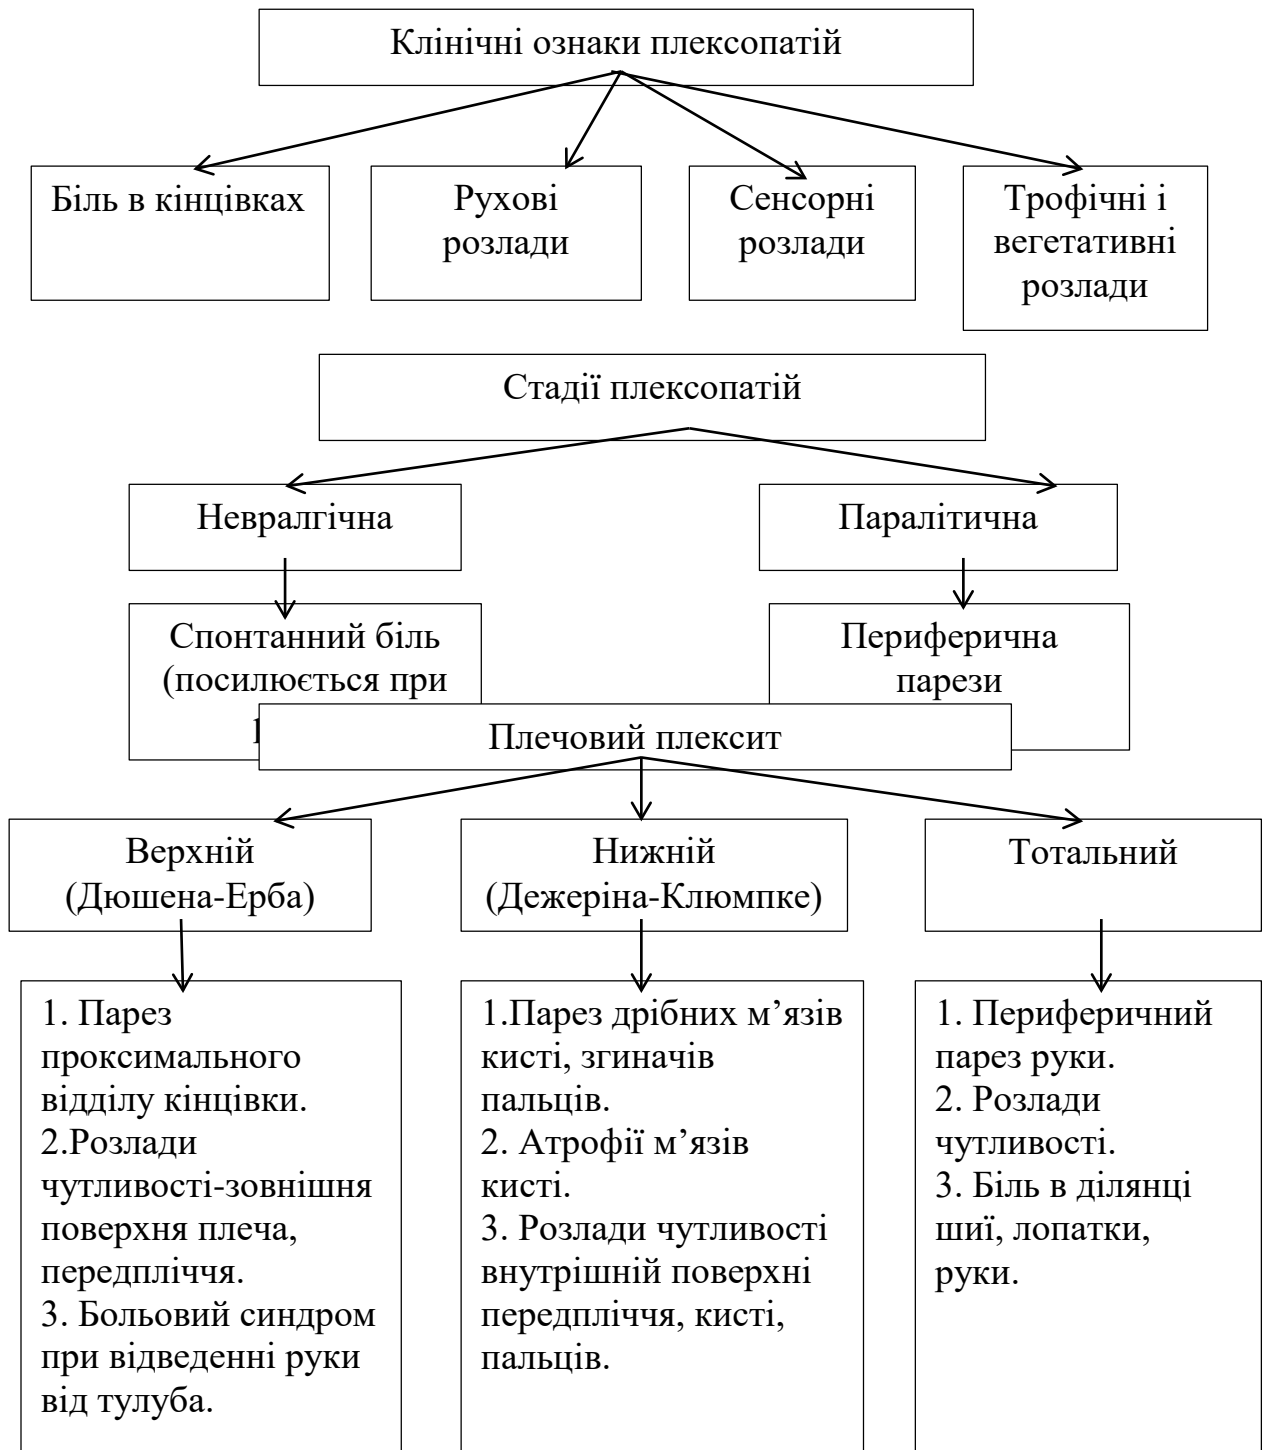 Клінічні ознаки плексопатій
Біль в кінцівках
Рухові
розлади
Сенсорні
розлади
Трофічні і
вегетативні
розлади
Стадії плексопатій
Невралгічна
Паралітична
Спонтанний біль
(посилюється при
Периферична
парези
Плечовий плексит
Верхній
(Дюшена-Ерба)
Нижній
(Дежеріна-Клюмпке)
Тотальний
1. Парез
проксимального
відділу кінцівки.
2.Розлади
чутливості-зовнішня
поверхня плеча,
передпліччя.
3. Больовий синдром
при відведенні руки
від тулуба.
1.Парез дрібних м’язів
кисті, згиначів
пальців.
2. Атрофії м’язів
кисті.
3. Розлади чутливості
внутрішній поверхні
передпліччя, кисті,
пальців.
1. Периферичний
парез руки.
2. Розлади
чутливості.
3. Біль в ділянці
шиї, лопатки,
руки.